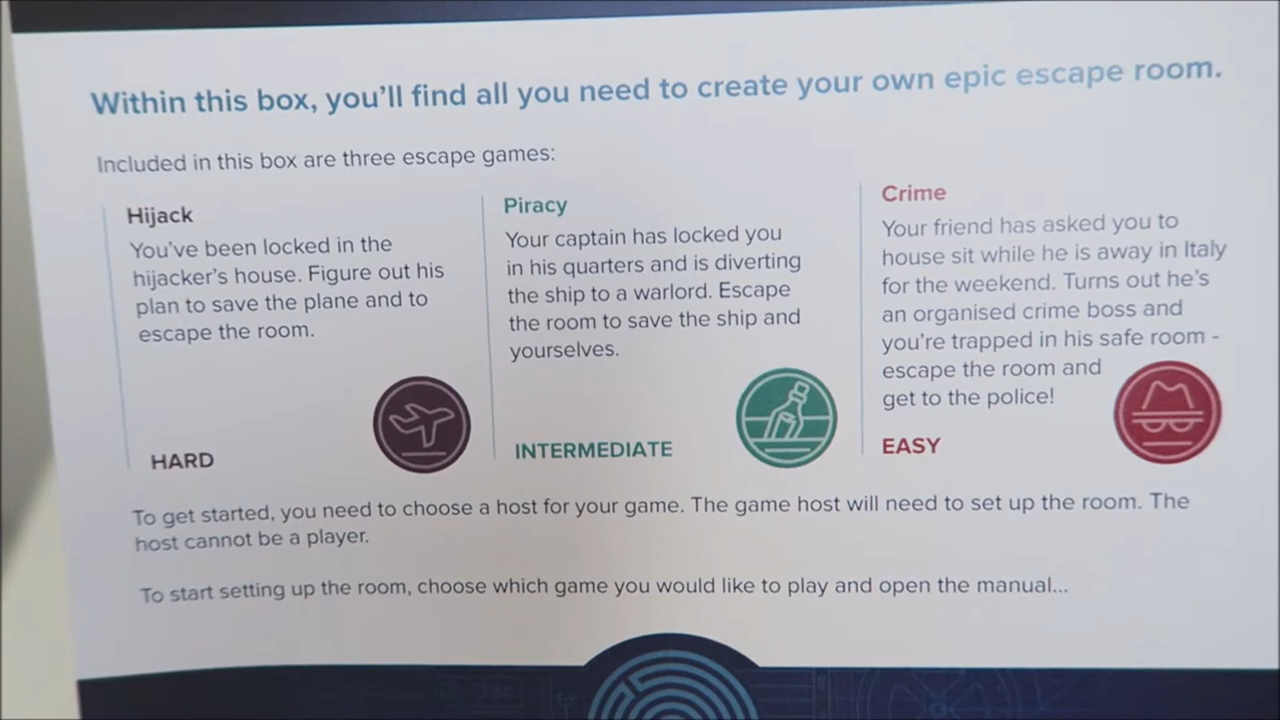 Within this box, you'll find all you need to create your own epic escape room.
Included in this box are three escape games:
Hijack
You've been locked in the
hijacker's house. Figure out his
plan to save the plane and to
escape the room.
HARD
Piracy
Your captain has locked you
in his quarters and is diverting
the ship to a warlord. Escape
the room to save the ship and
yourselves.
INTERMEDIATE
Crime
Your friend has asked you to
house sit while he is away in Italy
for the weekend. Turns out he's
an organised crime boss and
you're trapped in his safe room -
escape the room and
get to the police!
EASY
To get started, you need to choose a host for your game. The game host will need to set up the room. The
host cannot be a player.
To start setting up the room, choose which game you would like to play and open the manual...